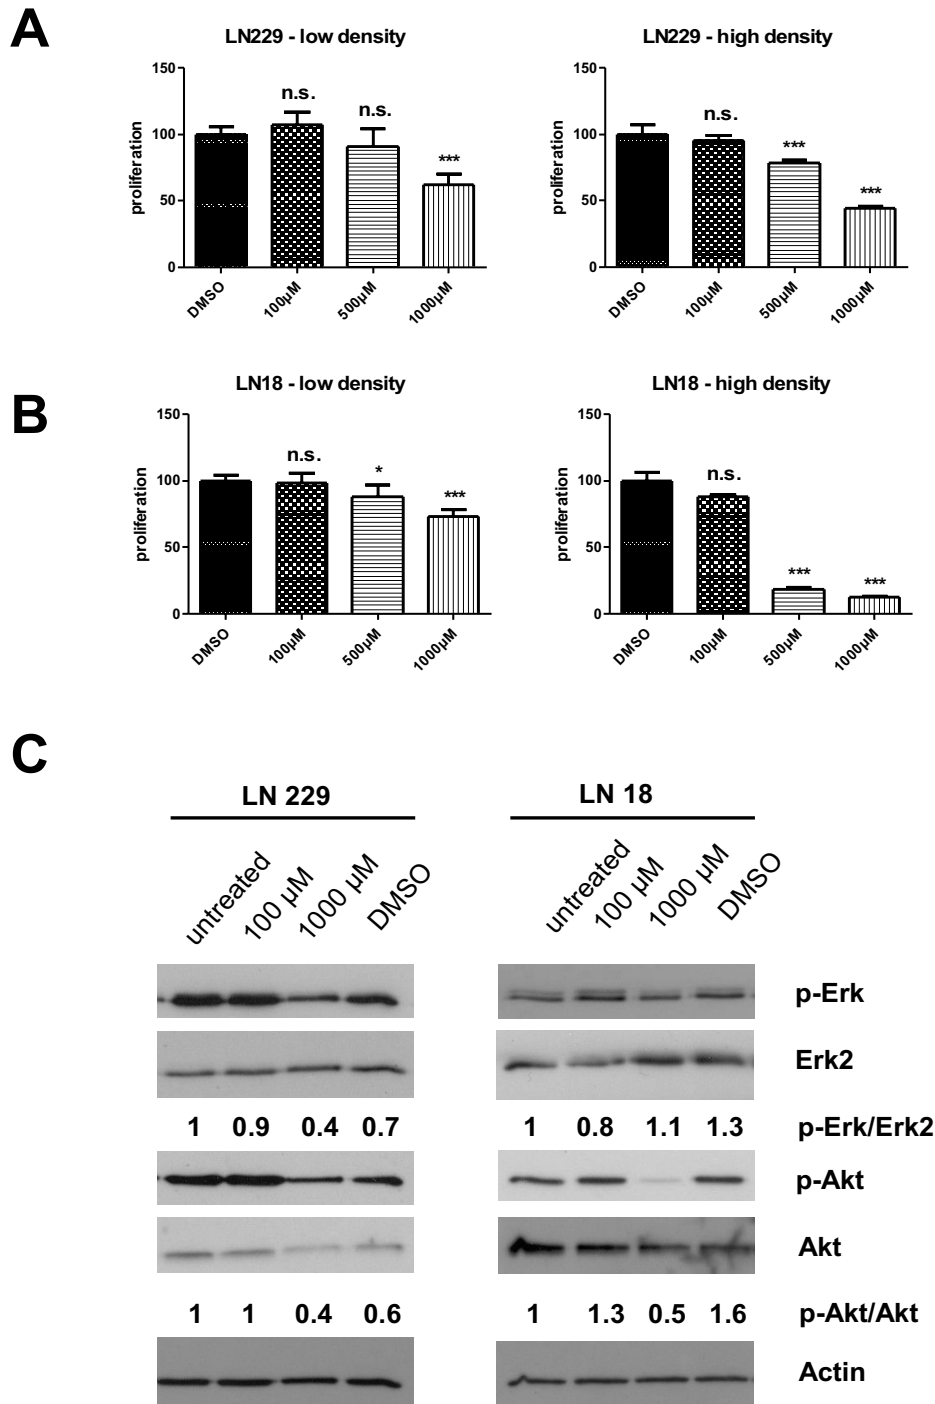 A
LN229 - low density
proliferation
150
100
50
0
n.s.
n.s.
***
DMSO
100µM
500µM
1000µM
LN229 - high density
proliferation
150
100
50
0
n.s.
***
***
DMSO
100µM
500µM
1000µM
B
LN18 - low density
proliferation
150
100
50
0
n.s.
*
***
DMSO
100µM
500µM
1000µM
LN18 - high density
proliferation
150
100
50
0
n.s.
***
***
DMSO
100µM
500µM
1000µM
C
LN 229
LN 18
untreated
100 µM
1000 µM
DMSO
untreated
100 µM
1000 µM
DMSO
p-Erk
Erk2
1 0.9 0.4 0.7 1 0.8 1.1 1.3 p-Erk/Erk2
p-Akt
Akt
1 1 0.4 0.6 1 1.3 0.5 1.6 p-Akt/Akt
Actin